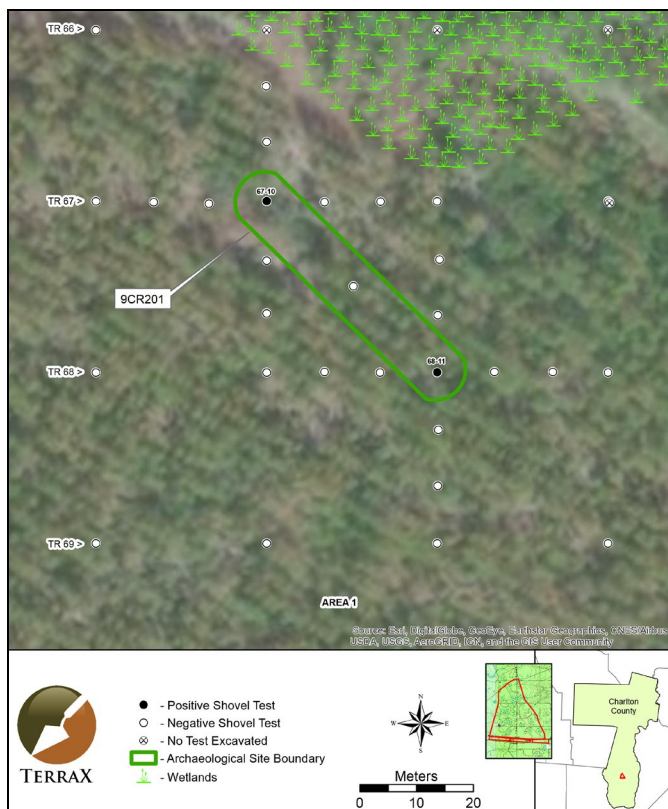 TR 66 >
67-10
TR 67 >
9CR201
68-11
TR 68 >
TR 69 >
AREA 1
Source: Esri, DigitalGlobe, GeoEye, Earthstar Geographics, CNES/Airbus
USDA, USGS, AeroGRID, IGN, and the GIS User Community
TERRAX
- Positive Shovel Test
- Negative Shovel Test
- No Test Excavated
- Archaeological Site Boundary
- Wetlands
N
W E
S
Meters
0 10 20
Charlton
County